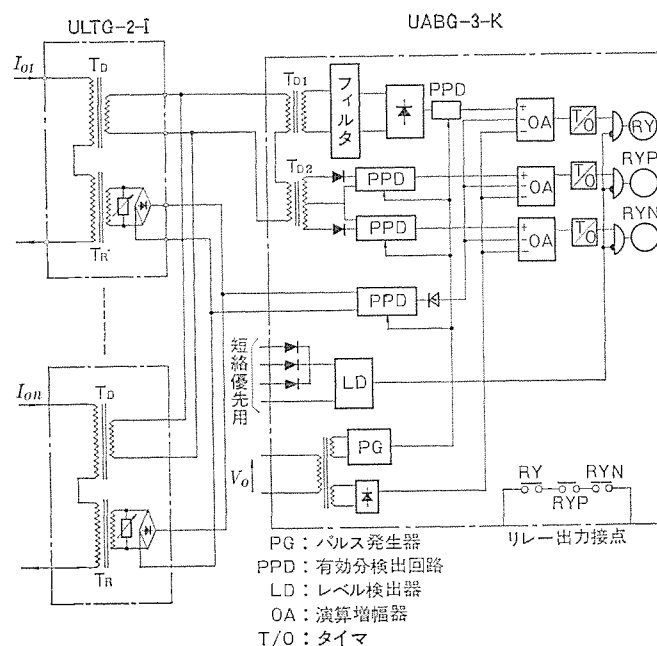 ULTG-2-I
UABG-3-K
I01
TD
TR
TD1
フィルタ
PPD
OA
T/O
RY
RYP
TD2
PPD
OA
T/O
RYN
PPD
OA
T/O
PPD
短絡優先用
LD
I0n
TD
TR
V0
PG
RY
RYN
RYP
リレー出力接点
PG：パルス発生器
PPD：有効分検出回路
LD：レベル検出器
OA：演算増幅器
T/O：タイマ